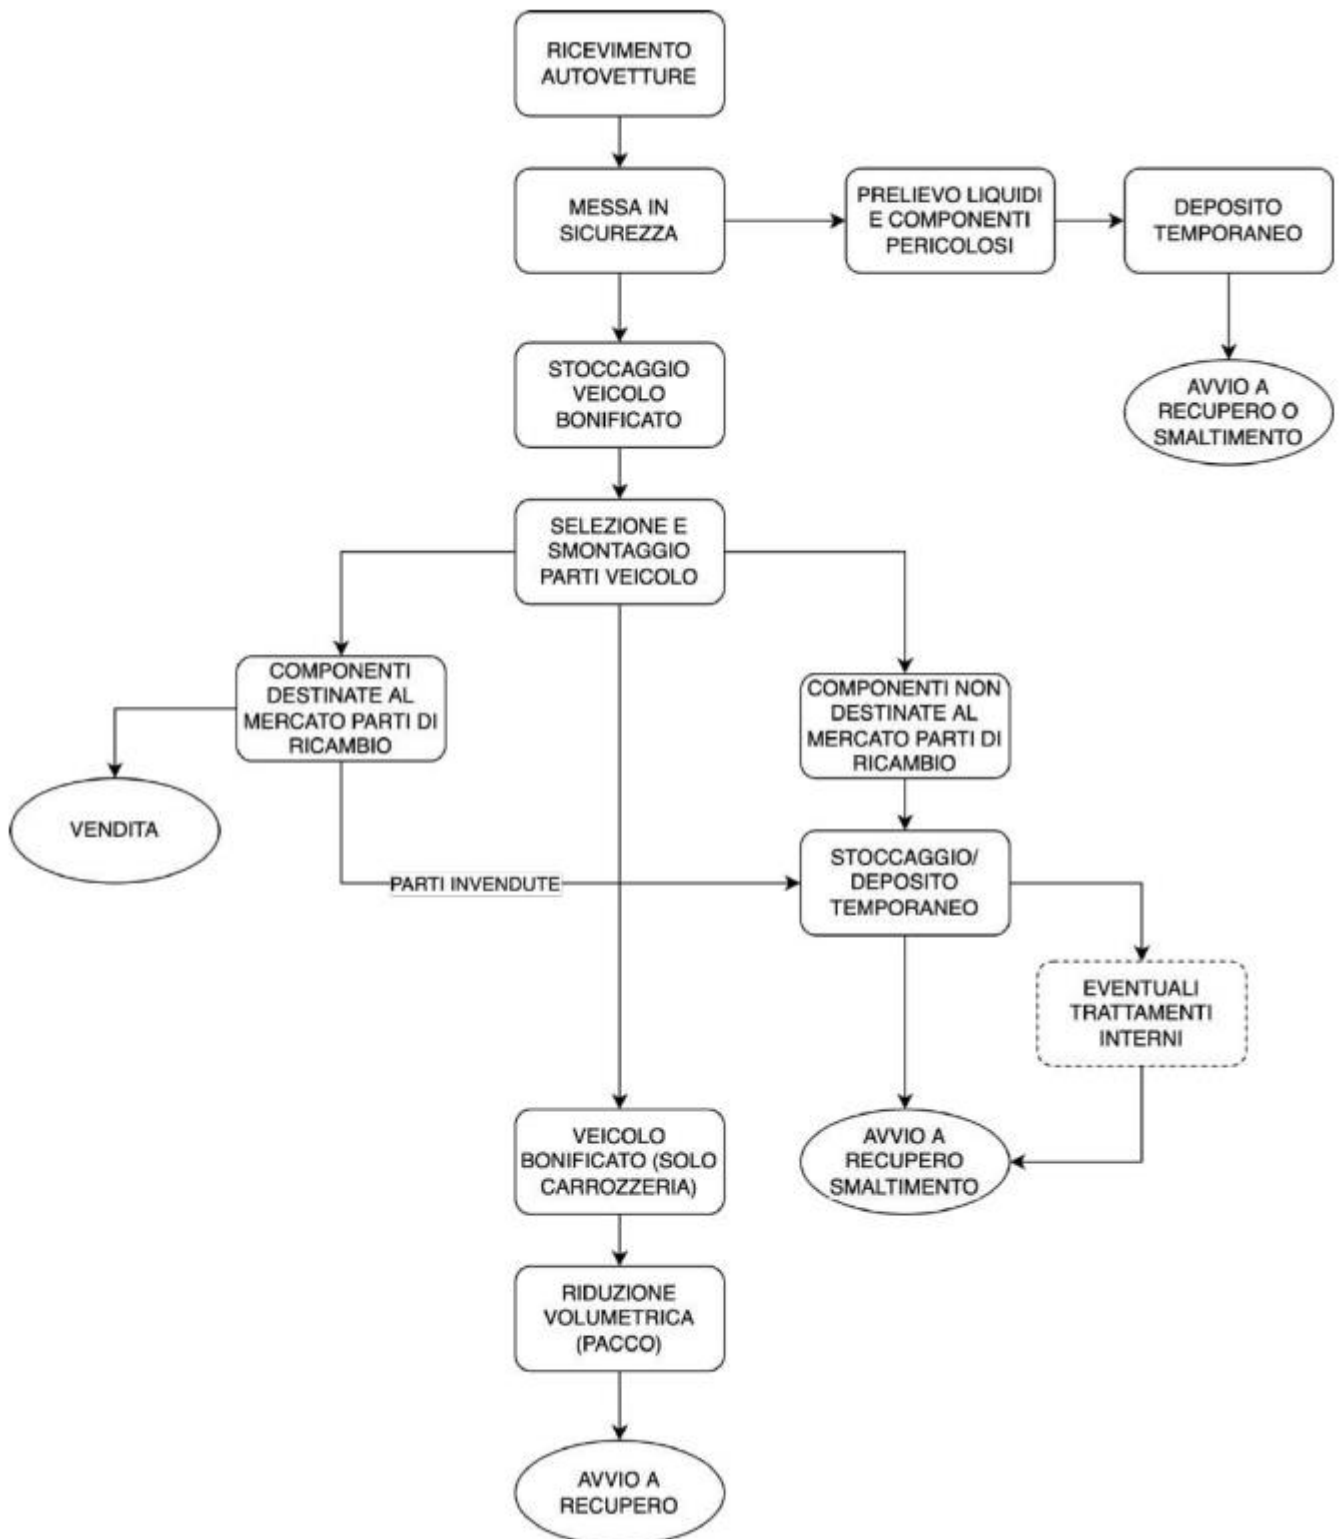 RICEVIMENTO
AUTOVETTURE
MESSA IN
SICUREZZA
PRELIEVO LIQUIDI
E COMPONENTI
PERICOLOSI
DEPOSITO
TEMPORANEO
AVVIO A
RECUPERO O
SMALTIMENTO
STOCCAGGIO
VEICOLO
BONIFICATO
SELEZIONE E
SMONTAGGIO
PARTI VEICOLO
COMPONENTI
DESTINATE AL
MERCATO PARTI DI
RICAMBIO
COMPONENTI NON
DESTINATE AL
MERCATO PARTI DI
RICAMBIO
VENDITA
PARTI INVENDUTE
STOCCAGGIO/
DEPOSITO
TEMPORANEO
EVENTUALI
TRATTAMENTI
INTERNI
VEICOLO
BONIFICATO (SOLO
CARROZZERIA)
AVVIO A
RECUPERO
SMALTIMENTO
RIDUZIONE
VOLUMETRICA
(PACCO)
AVVIO A
RECUPERO